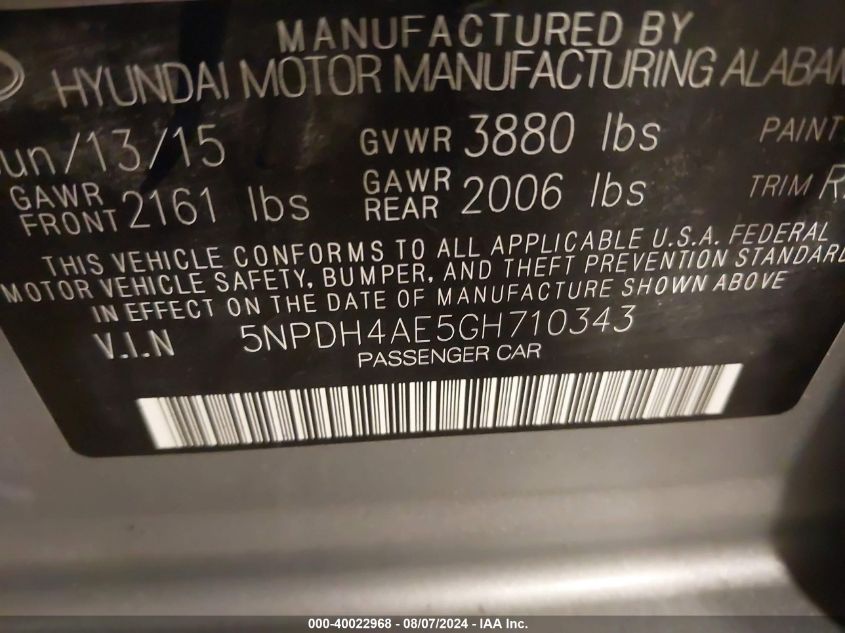 MANUFACTURED BY
HYUNDAI MOTOR MANUFACTURING ALABAM
un/13/15 GVWR 3880 lbs PAINT
GAWR FRONT 2161 lbs GAWR REAR 2006 lbs TRIM
THIS VEHICLE CONFORMS TO ALL APPLICABLE U.S.A. FEDERAL
MOTOR VEHICLE SAFETY, BUMPER, AND THEFT PREVENTION STANDARD
IN EFFECT ON THE DATE OF MANUFACTURE SHOWN ABOVE
V.I.N 5NPDH4AE5GH710343
PASSENGER CAR
000-40022968 - 08/07/2024 - IAA Inc.